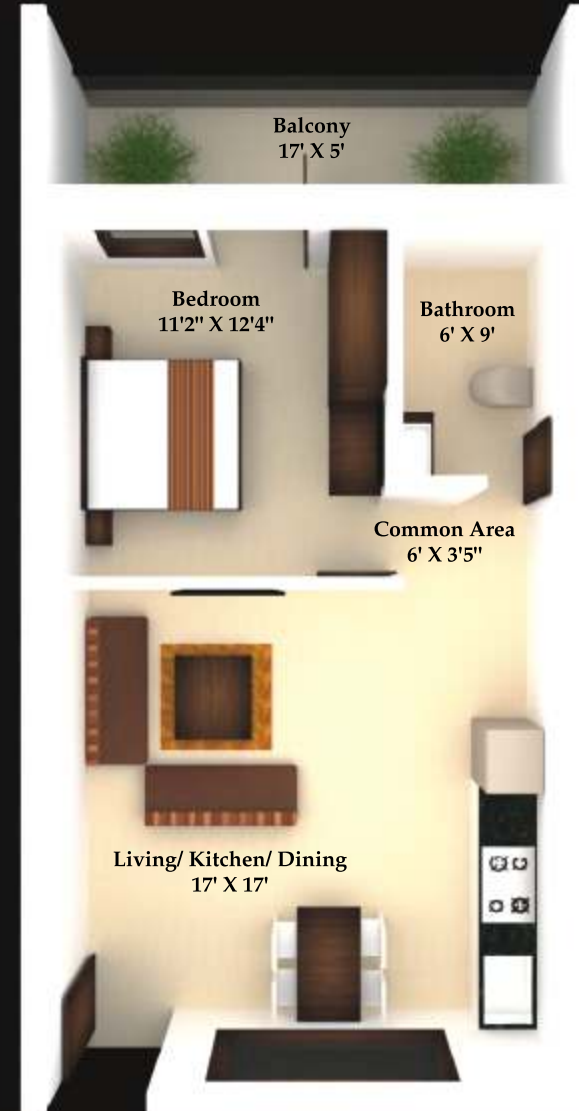 Balcony
17' X 5'
Bedroom
11'2" X 12'4"
Bathroom
6' X 9'
Common Area
6' X 3'5"
Living/ Kitchen/ Dining
17' X 17'